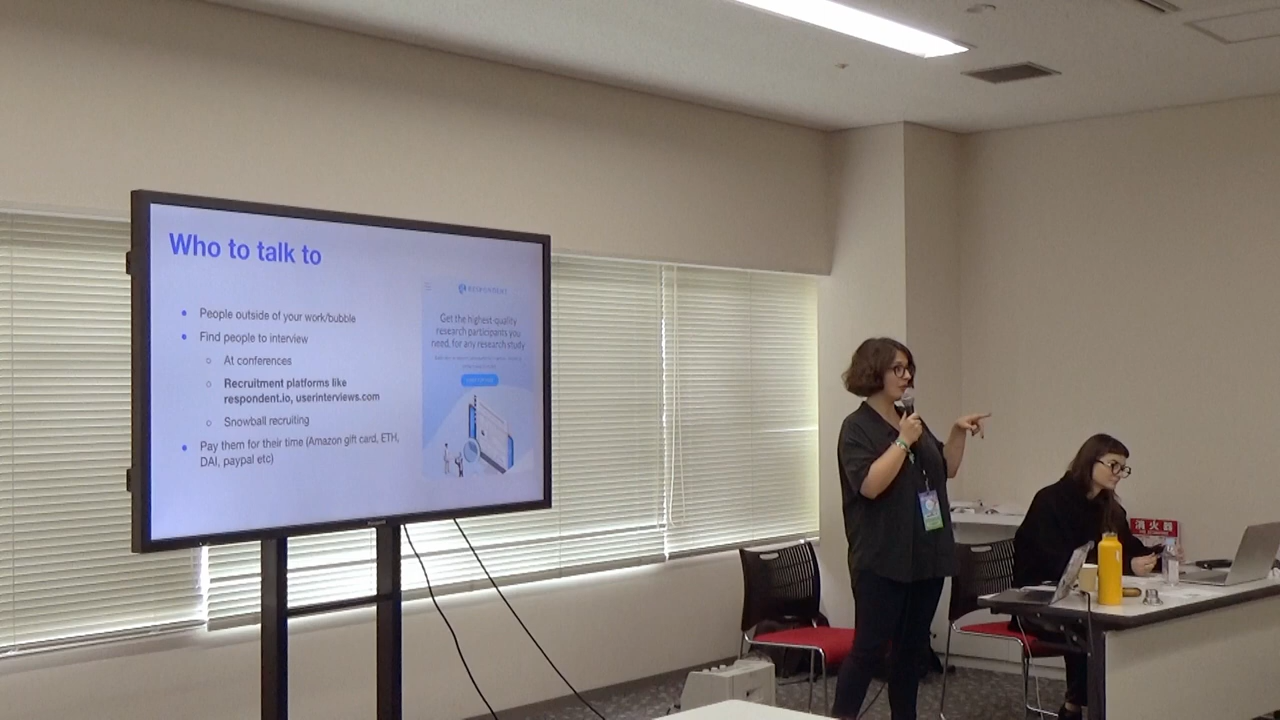 Who to talk to
People outside of your work/bubble
Find people to interview
At conferences
Recruitment platforms like
respondent.io, userinterviews.com
Snowball recruiting
Pay them for their time (Amazon gift card, ETH,
DAI, paypal etc)
RESPONDENT
Get the highest-quality
research participants you
need, for any research study
消火器